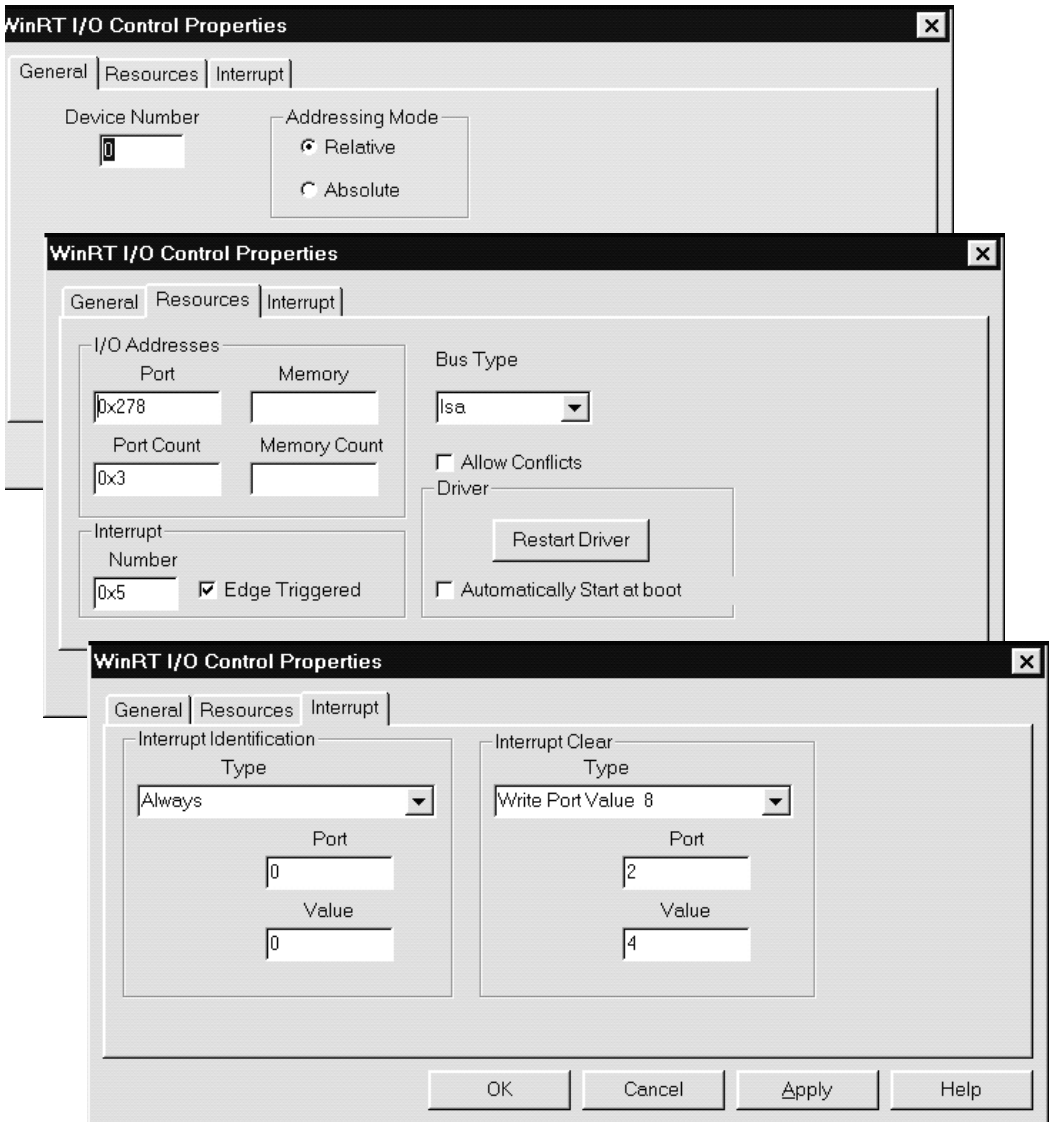 WinRT I/O Control Properties
General Resources Interrupt
Device Number
0
Addressing Mode
Relative
Absolute
WinRT I/O Control Properties
General Resources Interrupt
I/O Addresses
Port Memory
0x278
Port Count Memory Count
0x3
Bus Type
Isa
Allow Conflicts
Interrupt
Number
0x5 Edge Triggered
Driver
Restart Driver
Automatically Start at boot
WinRT I/O Control Properties
General Resources Interrupt
Interrupt Identification
Type
Always
Port
0
Value
0
Interrupt Clear
Type
Write Port Value 8
Port
2
Value
4
OK Cancel Apply Help